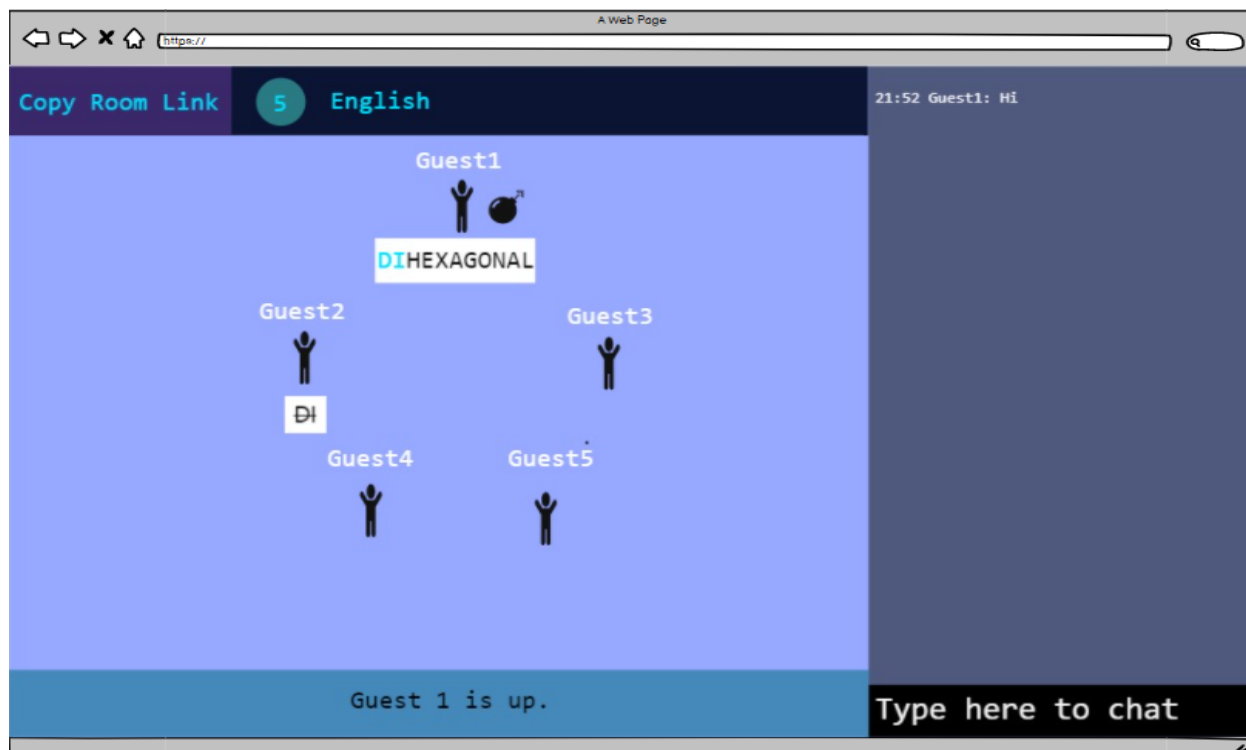 A Web Page
https://
Copy Room Link
5
English
21:52 Guest1: Hi
Guest1
DIHEXAGONAL
Guest2
Guest3
DI
Guest4
Guest5
Guest 1 is up.
Type here to chat